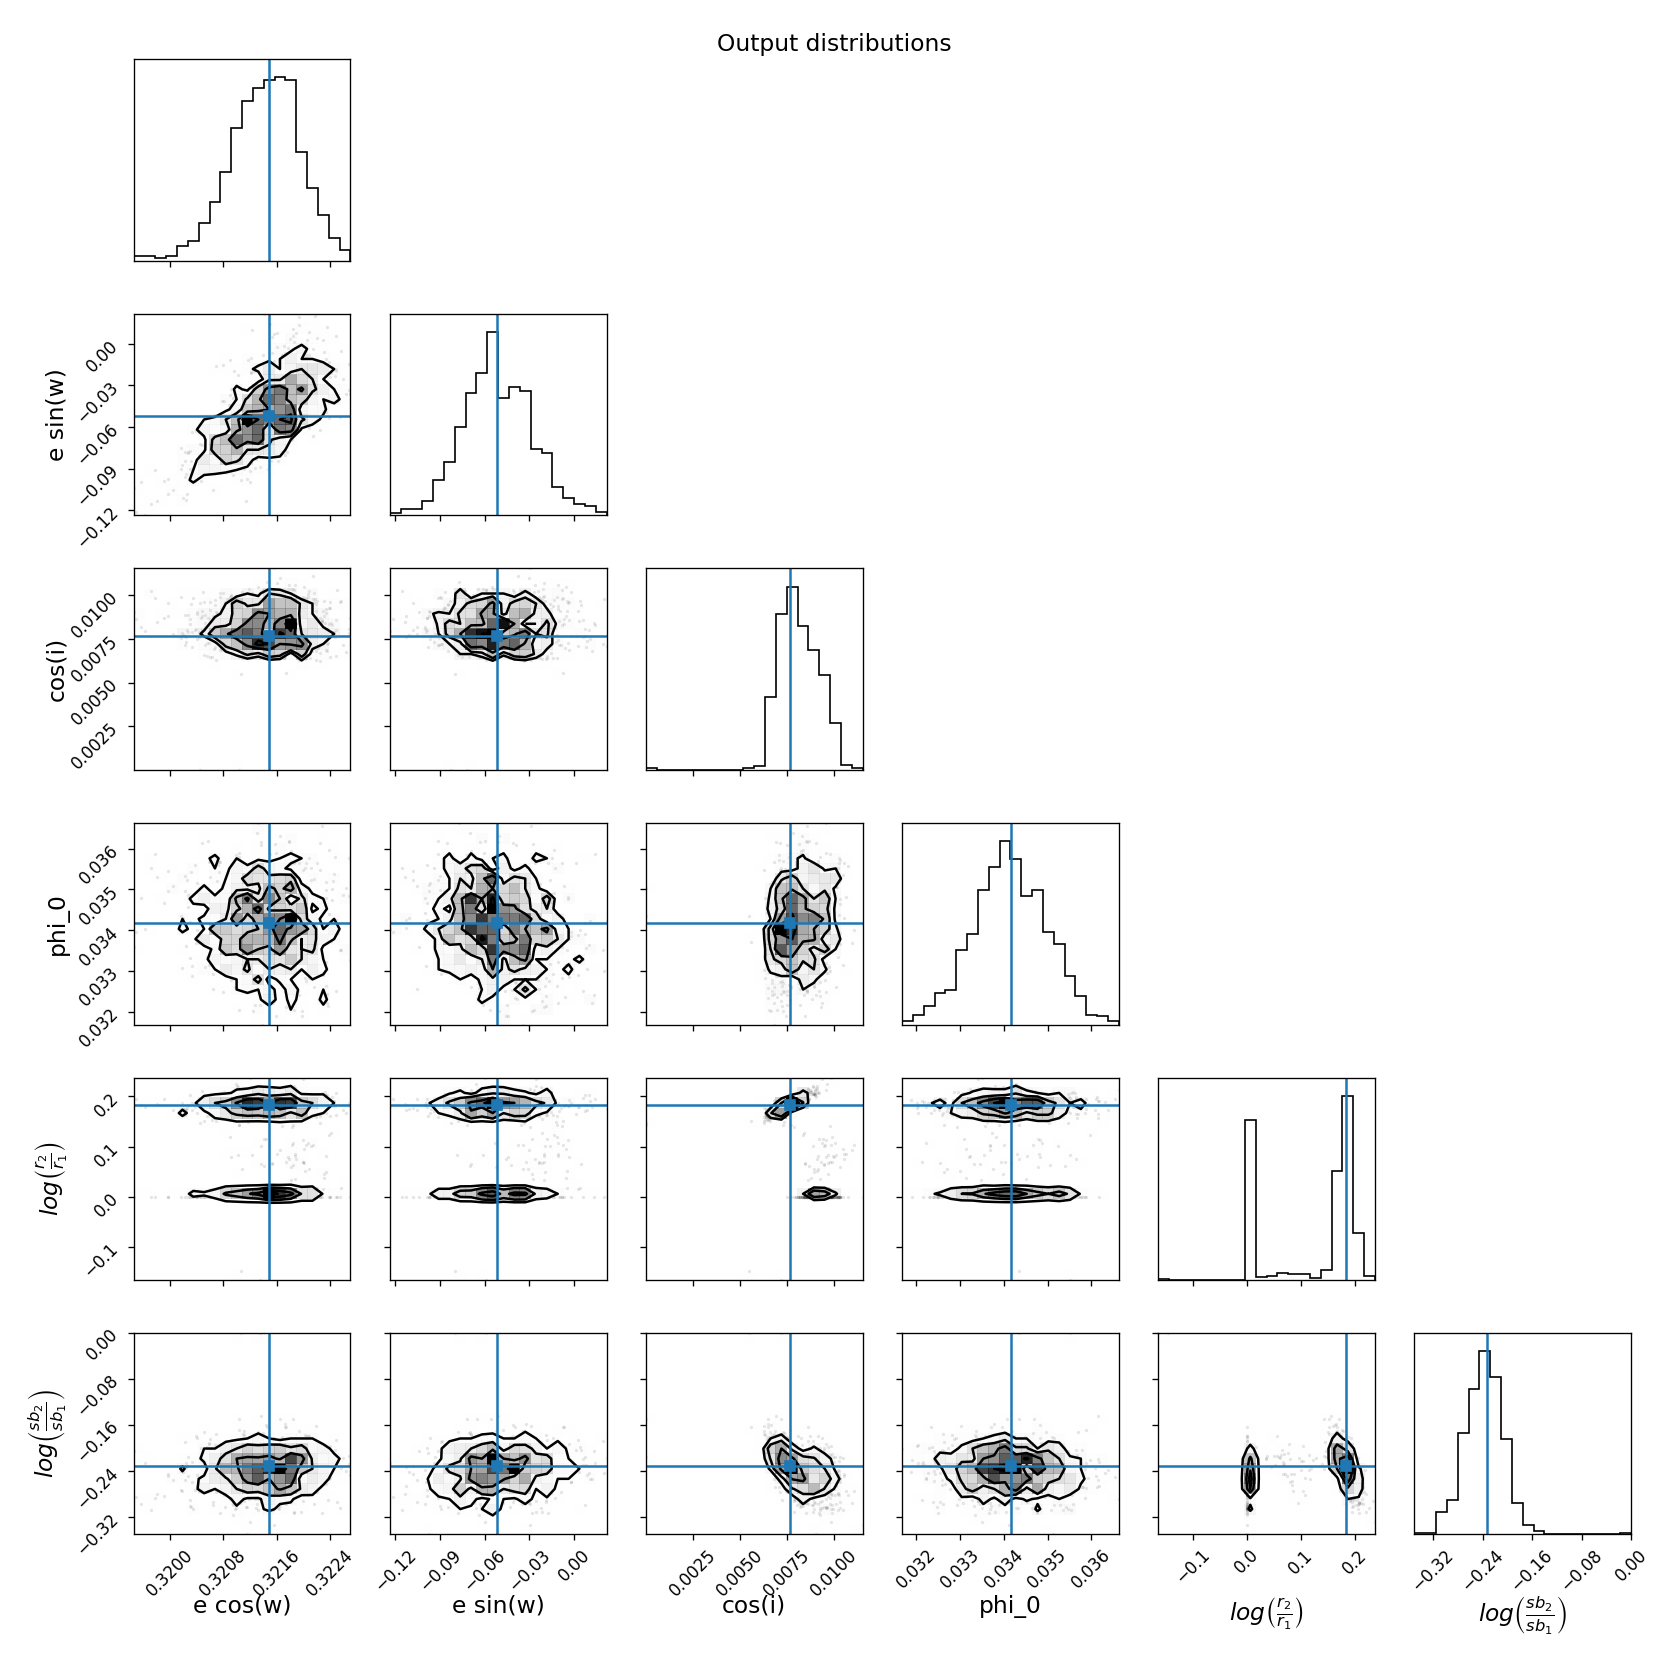 Output distributions
e sin(w)
0.00
−0.03
−0.06
−0.09
−0.12
cos(i)
0.0100
0.0075
0.0050
0.0025
phi_0
0.036
0.035
0.034
0.033
0.032
log(r2/r1)
0.2
0.1
0.0
−0.1
log(sb2/sb1)
0.00
−0.08
−0.16
−0.24
−0.32
0.3200 0.3208 0.3216 0.3224
e cos(w)
−0.12 −0.09 −0.06 −0.03 0.00
e sin(w)
0.0025 0.0050 0.0075 0.0100
cos(i)
0.032 0.033 0.034 0.035 0.036
phi_0
−0.1 0.0 0.1 0.2
log(r2/r1)
−0.32 −0.24 −0.16 −0.08 0.00
log(sb2/sb1)